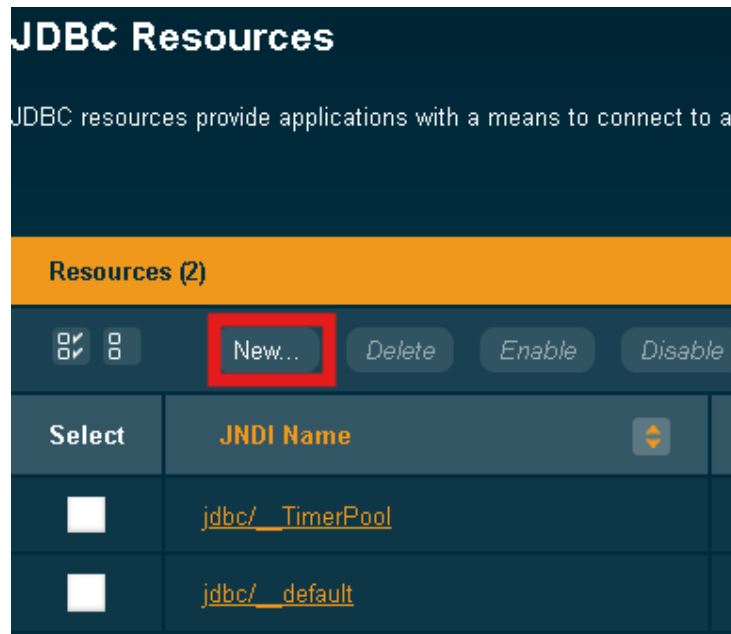 JDBC Resources
JDBC resources provide applications with a means to connect to a
Resources (2)
New... Delete Enable Disable
Select JNDI Name
jdbc/__TimerPool
jdbc/__default